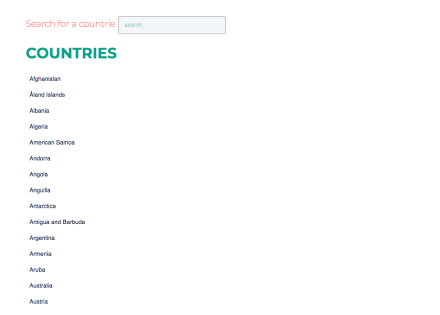 Search for a countrie search
COUNTRIES
Afghanistan
Åland Islands
Albania
Algeria
American Samoa
Andorra
Angola
Anguilla
Antarctica
Antigua and Barbuda
Argentina
Armenia
Aruba
Australia
Austria